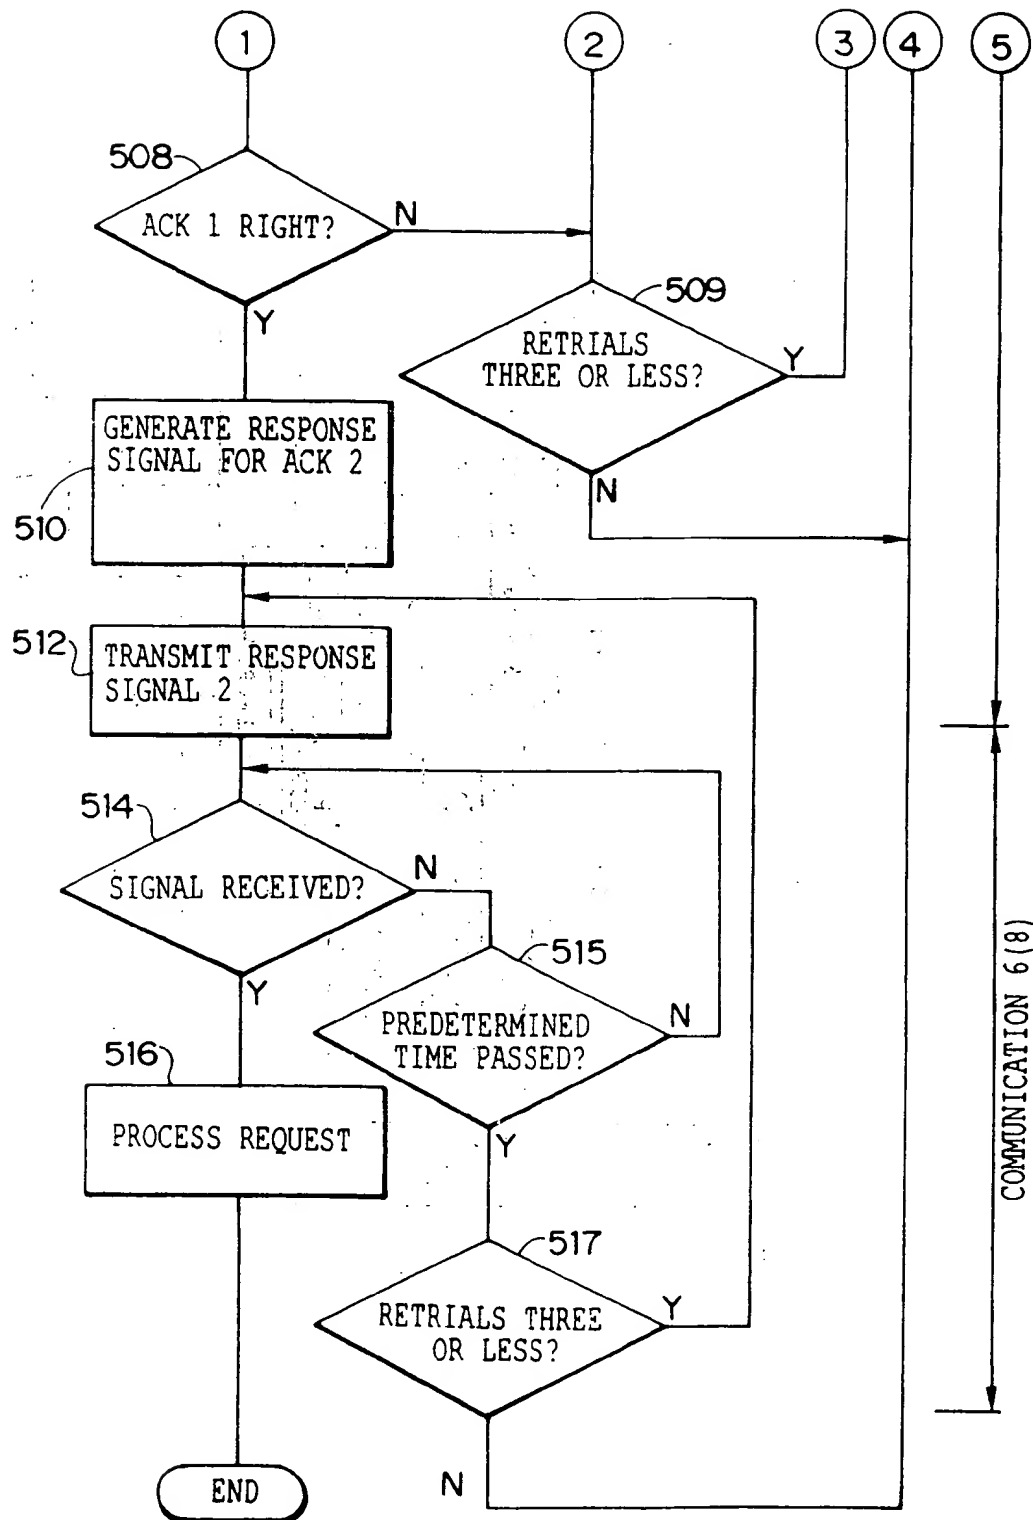 1
2
3
4
5
508
ACK 1 RIGHT?
N
Y
509
RETRIALS
THREE OR LESS?
Y
N
GENERATE RESPONSE
SIGNAL FOR ACK 2
510
512
TRANSMIT RESPONSE
SIGNAL 2
514
SIGNAL RECEIVED?
N
Y
515
PREDETERMINED
TIME PASSED?
N
Y
516
PROCESS REQUEST
517
RETRIALS THREE
OR LESS?
Y
N
END
COMMUNICATION 6(8)